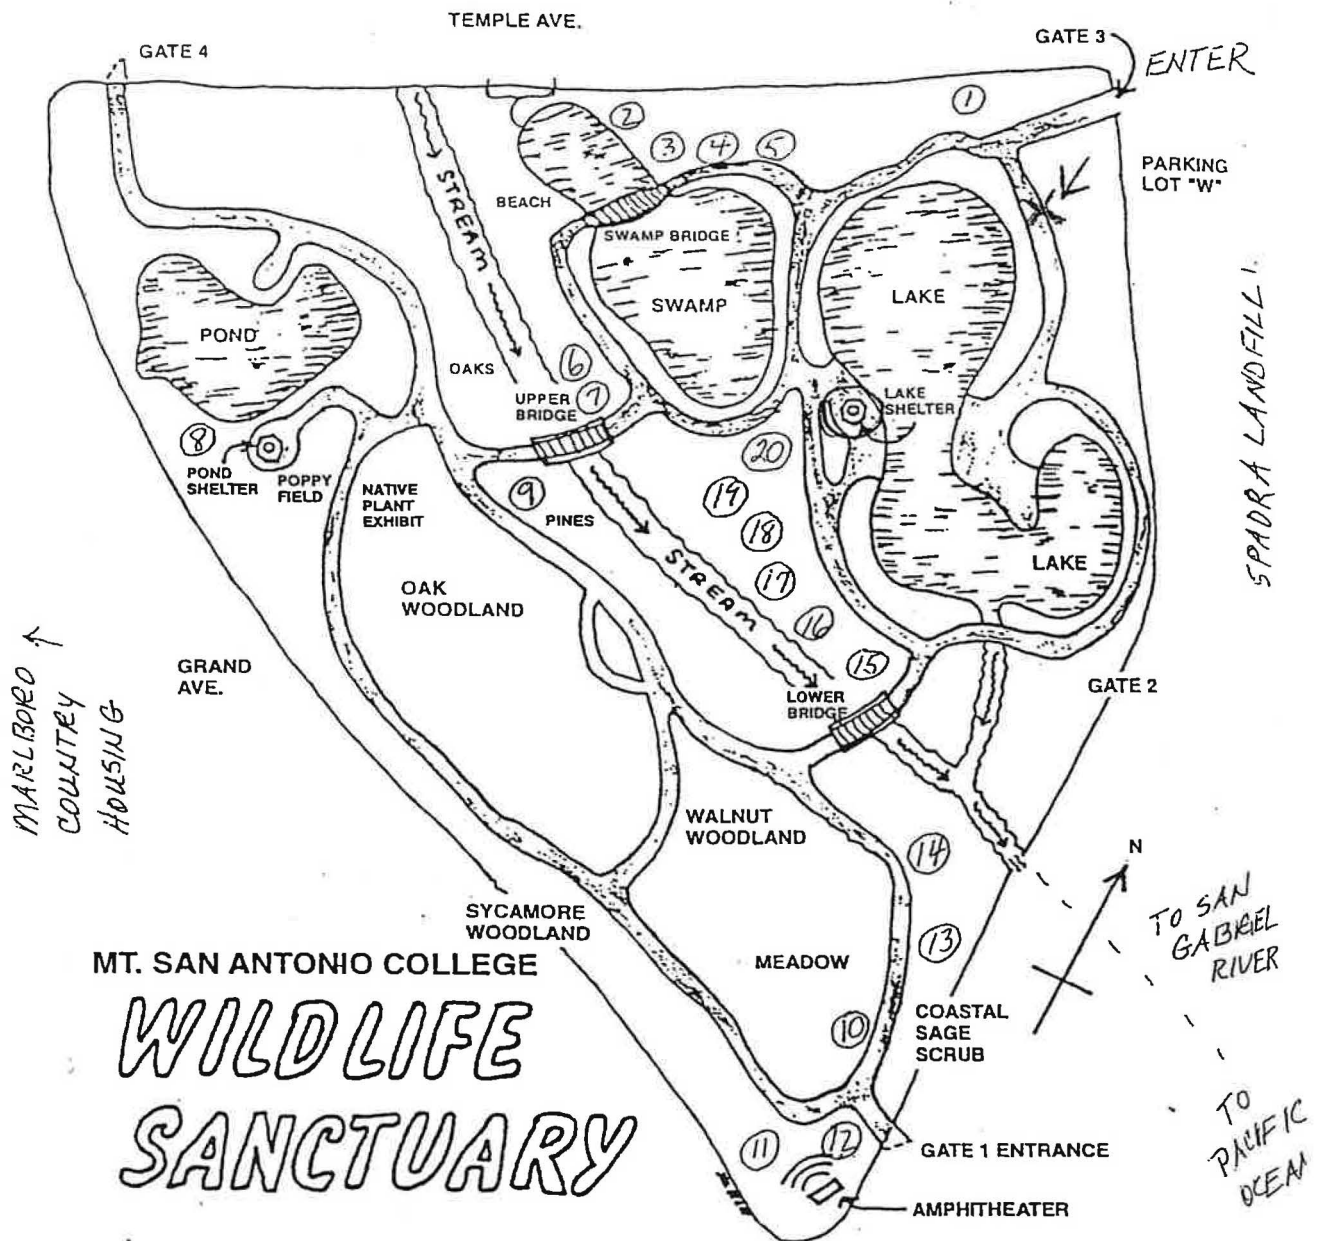 TEMPLE AVE.
GATE 4
GATE 3
ENTER
1
2
3
4
5
PARKING
LOT "W"
STREAM
BEACH
SWAMP BRIDGE
SWAMP
LAKE
POND
OAKS
6
7
UPPER
BRIDGE
LAKE
SHELTER
SPADRA LANDFILL
8
POND
SHELTER
POPPY
FIELD
NATIVE
PLANT
EXHIBIT
9
PINES
20
19
18
17
16
15
STREAM
LAKE
OAK
WOODLAND
MARLBORO
COUNTRY
HOUSING
GRAND
AVE.
GATE 2
LOWER
BRIDGE
WALNUT
WOODLAND
14
N
SYCAMORE
WOODLAND
13
TO SAN
GABRIEL
RIVER
MEADOW
MT. SAN ANTONIO COLLEGE
WILDLIFE
SANCTUARY
10
COASTAL
SAGE
SCRUB
11
12
GATE 1 ENTRANCE
AMPHITHEATER
TO
PACIFIC
OCEAN